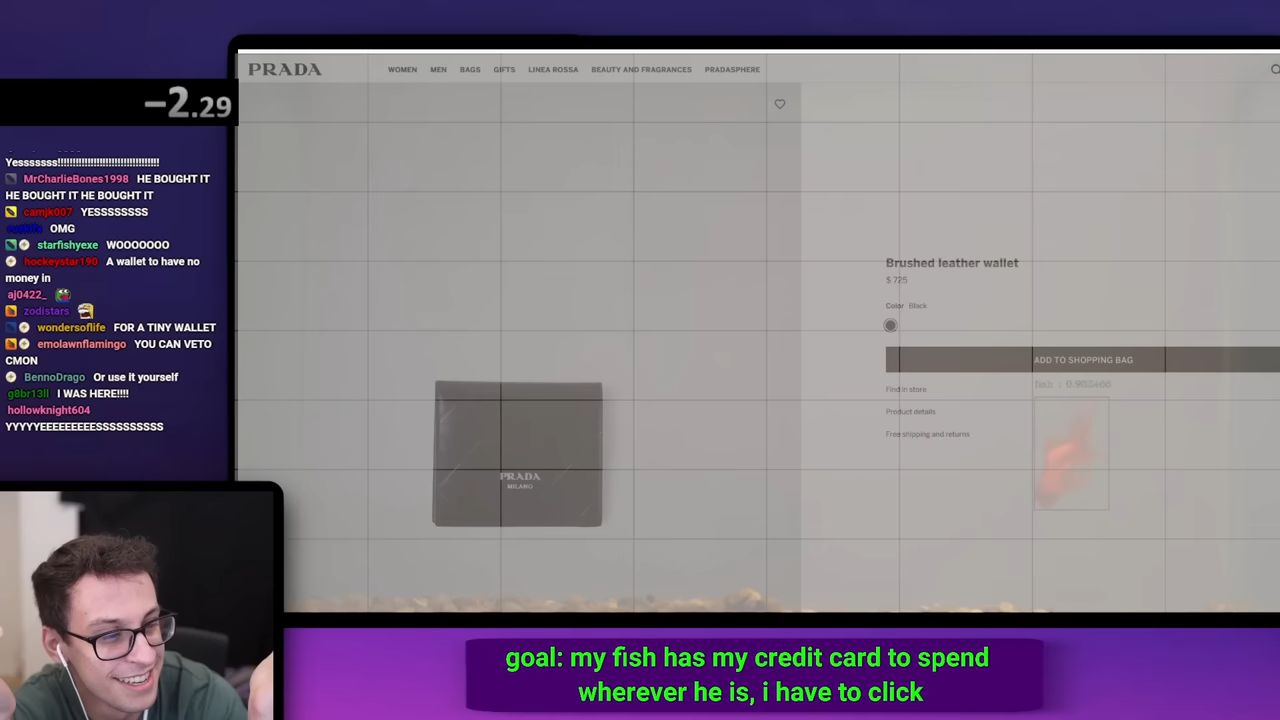 PRADA
WOMEN MEN BAGS GIFTS LINEA ROSSA BEAUTY AND FRAGRANCES PRADASPHERE
-2.29
Yesssssss!!!!!!!!!!!!!!!!!!!!!!!!!!!!!!!!!!
MrCharlieBones1998 HE BOUGHT IT
HE BOUGHT IT HE BOUGHT IT
camjk007 YESSSSSSSS
OMG
starfishyexe WOOOOOOO
hockeystar190 A wallet to have no
money in
aj0422_
zodistars
wondersoflife FOR A TINY WALLET
emolawnflamingo YOU CAN VETO
CMON
BennoDrago Or use it yourself
g8br13ll I WAS HERE!!!!
hollowknight604
YYYYYEEEEEEEESSSSSSSSSS
Brushed leather wallet
$ 725
Color Black
ADD TO SHOPPING BAG
fish :
Find in store
Product details
Free shipping and returns
PRADA
MILANO
goal: my fish has my credit card to spend
wherever he is, i have to click